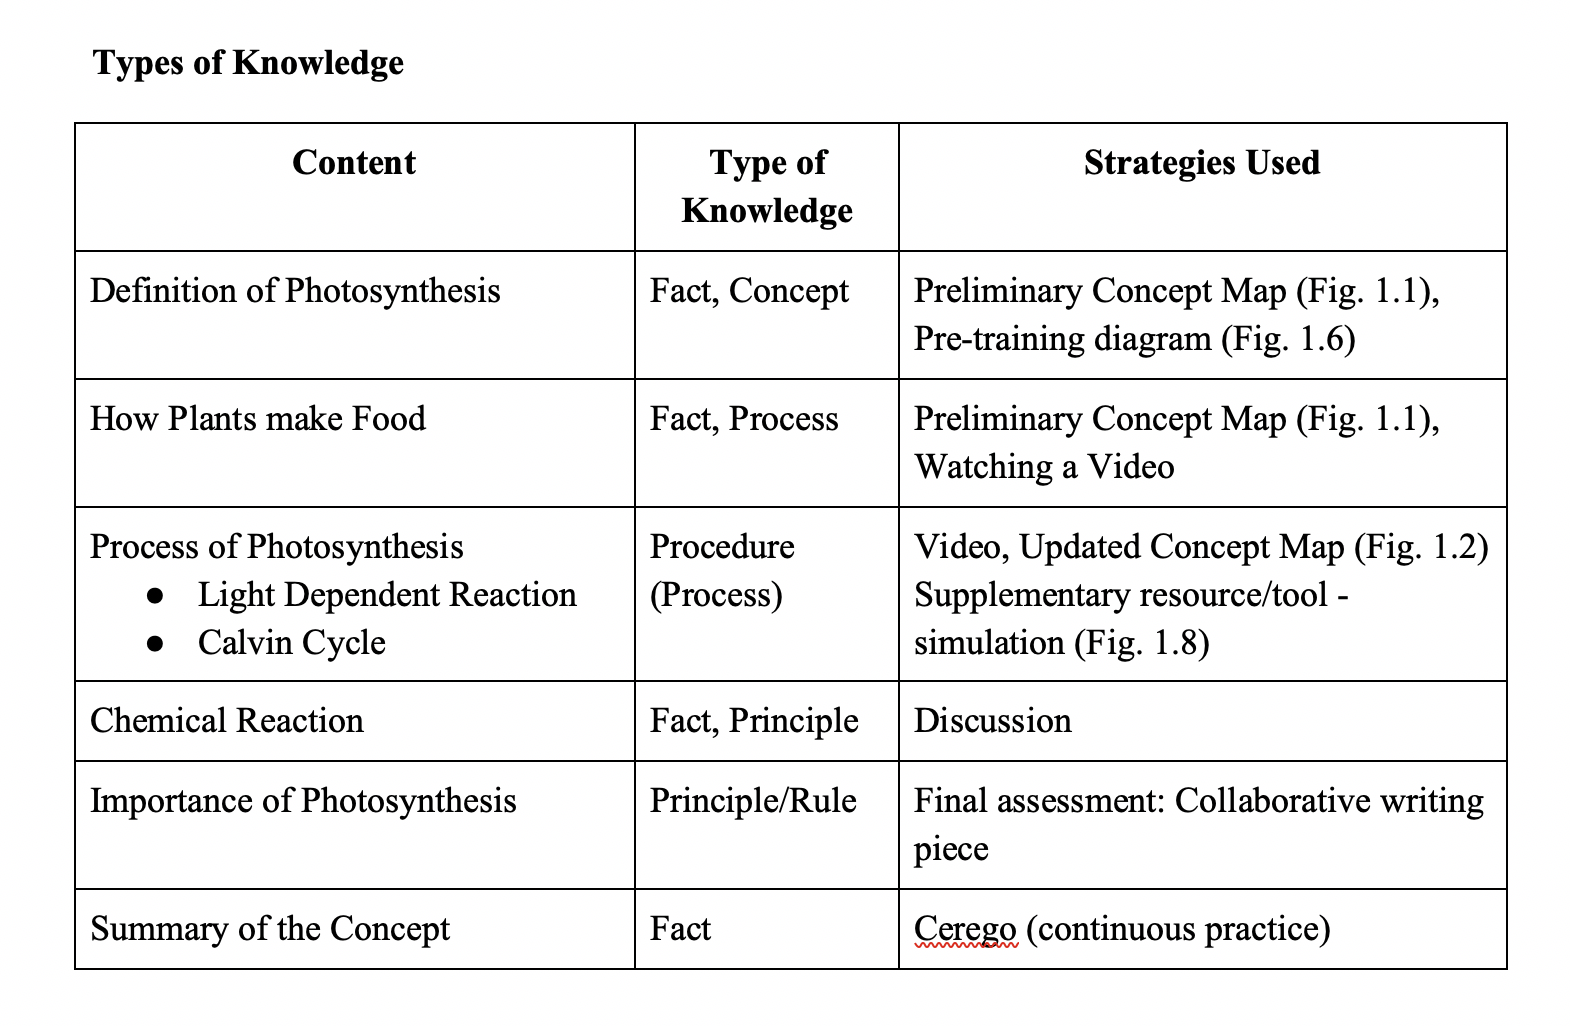 Types of Knowledge
Content
Type of
Knowledge
Strategies Used
Definition of Photosynthesis
Fact, Concept
Preliminary Concept Map (Fig. 1.1),
Pre-training diagram (Fig. 1.6)
How Plants make Food
Fact, Process
Preliminary Concept Map (Fig. 1.1),
Watching a Video
Process of Photosynthesis
● Light Dependent Reaction
● Calvin Cycle
Procedure
(Process)
Video, Updated Concept Map (Fig. 1.2)
Supplementary resource/tool -
simulation (Fig. 1.8)
Chemical Reaction
Fact, Principle
Discussion
Importance of Photosynthesis
Principle/Rule
Final assessment: Collaborative writing
piece
Summary of the Concept
Fact
Cerego (continuous practice)